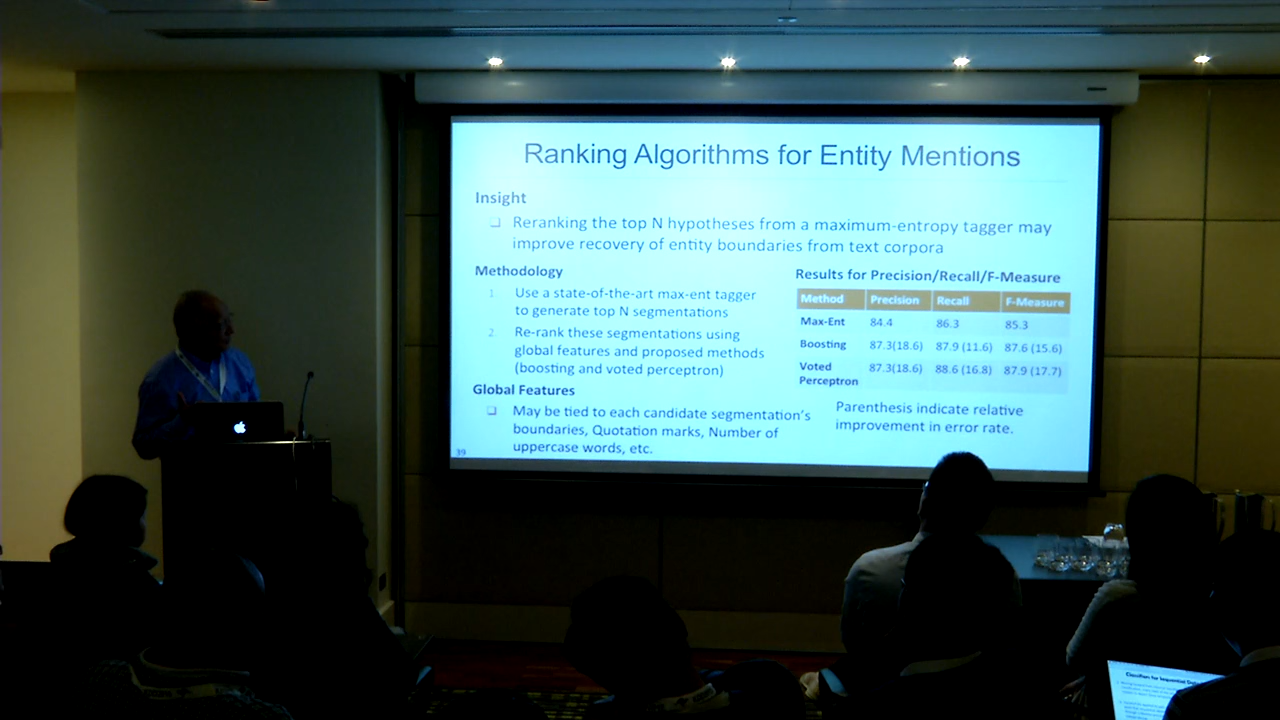 Ranking Algorithms for Entity Mentions
Insight
Reranking the top N hypotheses from a maximum-entropy tagger may
improve recovery of entity boundaries from text corpora
Methodology
1 Use a state-of-the-art max-ent tagger
to generate top N segmentations
2 Re-rank these segmentations using
global features and proposed methods
(boosting and voted perceptron)
Global Features
May be tied to each candidate segmentation's
boundaries, Quotation marks, Number of
uppercase words, etc.
39
Results for Precision/Recall/F-Measure
Method Precision Recall F-Measure
Max-Ent 84.4 86.3 85.3
Boosting 87.3(18.6) 87.9 (11.6) 87.6 (15.6)
Voted 87.3(18.6) 88.6 (16.8) 87.9 (17.7)
Perceptron
Parenthesis indicate relative
improvement in error rate.
Classifiers for Sequential